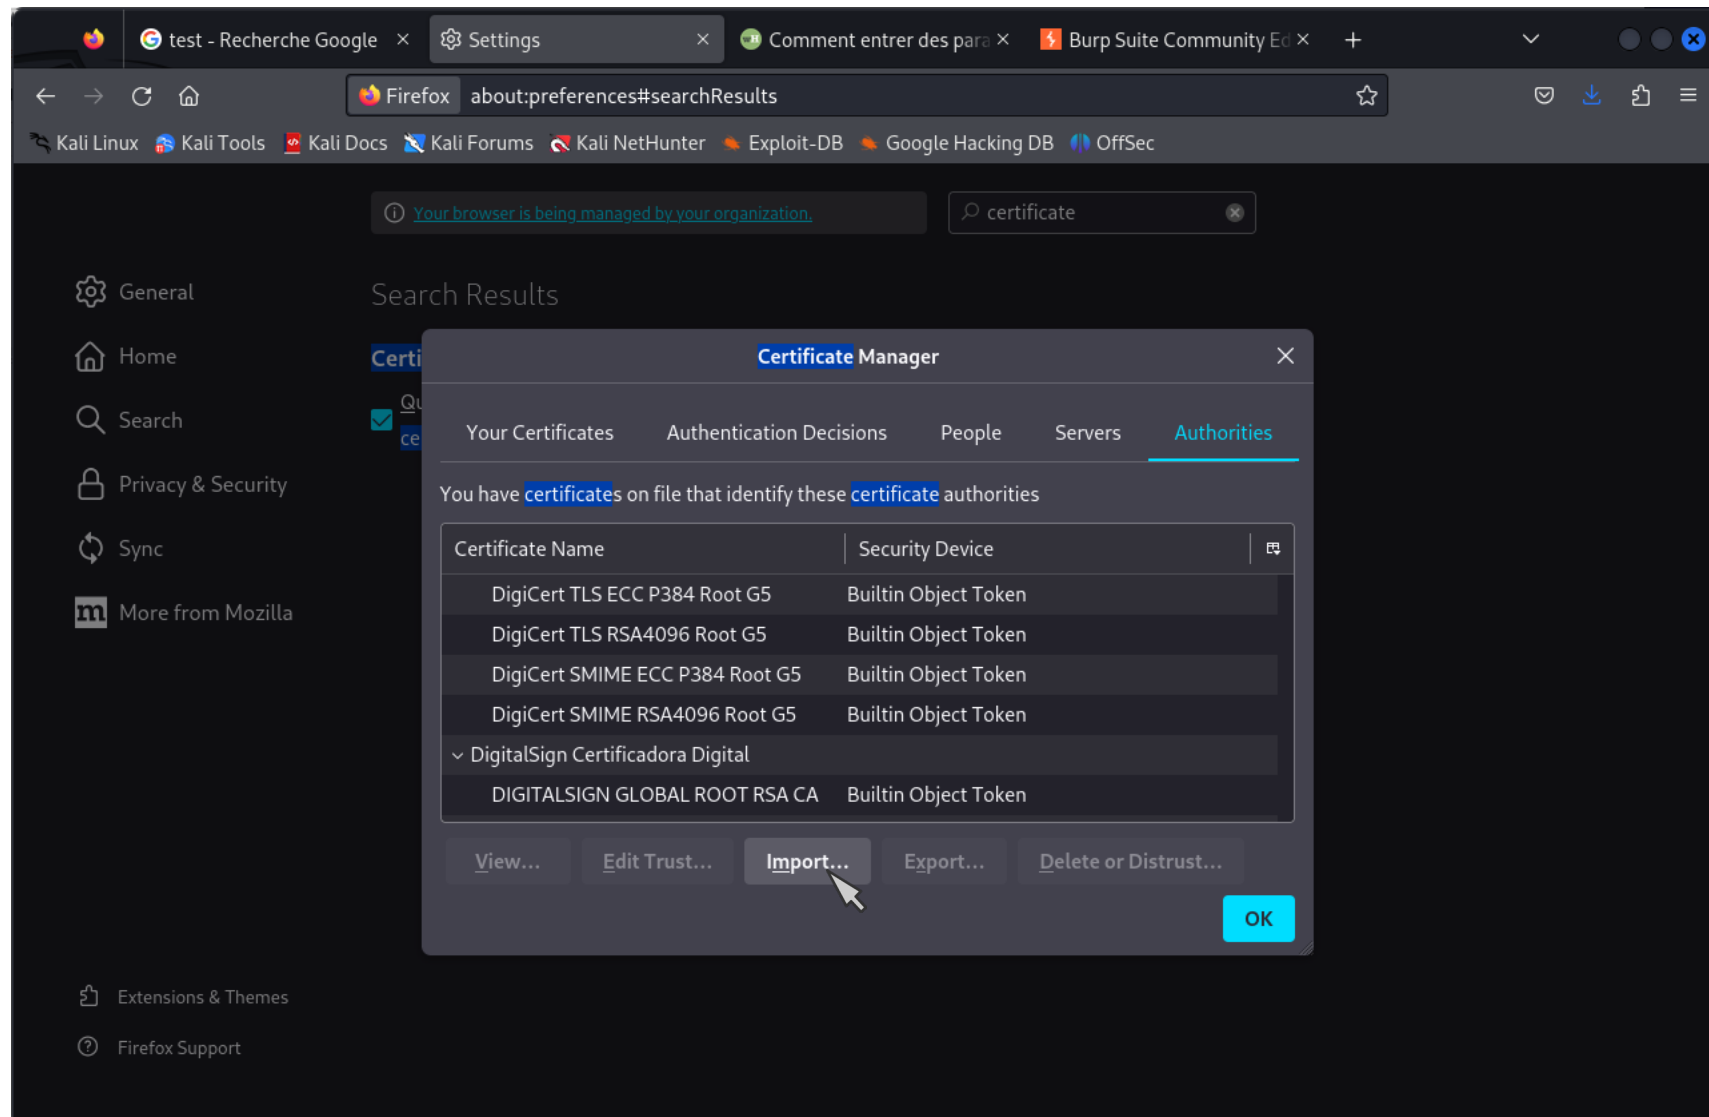 test - Recherche Google
Settings
Comment entrer des para
Burp Suite Community Ed
Firefox about:preferences#searchResults
Kali Linux Kali Tools Kali Docs Kali Forums Kali NetHunter Exploit-DB Google Hacking DB OffSec
Your browser is being managed by your organization.
certificate
General
Search Results
Home
Certi
Certificate Manager
Qu
Search
ce
Your Certificates Authentication Decisions People Servers Authorities
Privacy & Security
You have certificates on file that identify these certificate authorities
Sync
Certificate Name Security Device
DigiCert TLS ECC P384 Root G5 Builtin Object Token
More from Mozilla
DigiCert TLS RSA4096 Root G5 Builtin Object Token
DigiCert SMIME ECC P384 Root G5 Builtin Object Token
DigiCert SMIME RSA4096 Root G5 Builtin Object Token
DigitalSign Certificadora Digital
DIGITALSIGN GLOBAL ROOT RSA CA Builtin Object Token
View... Edit Trust... Import... Export... Delete or Distrust...
OK
Extensions & Themes
Firefox Support